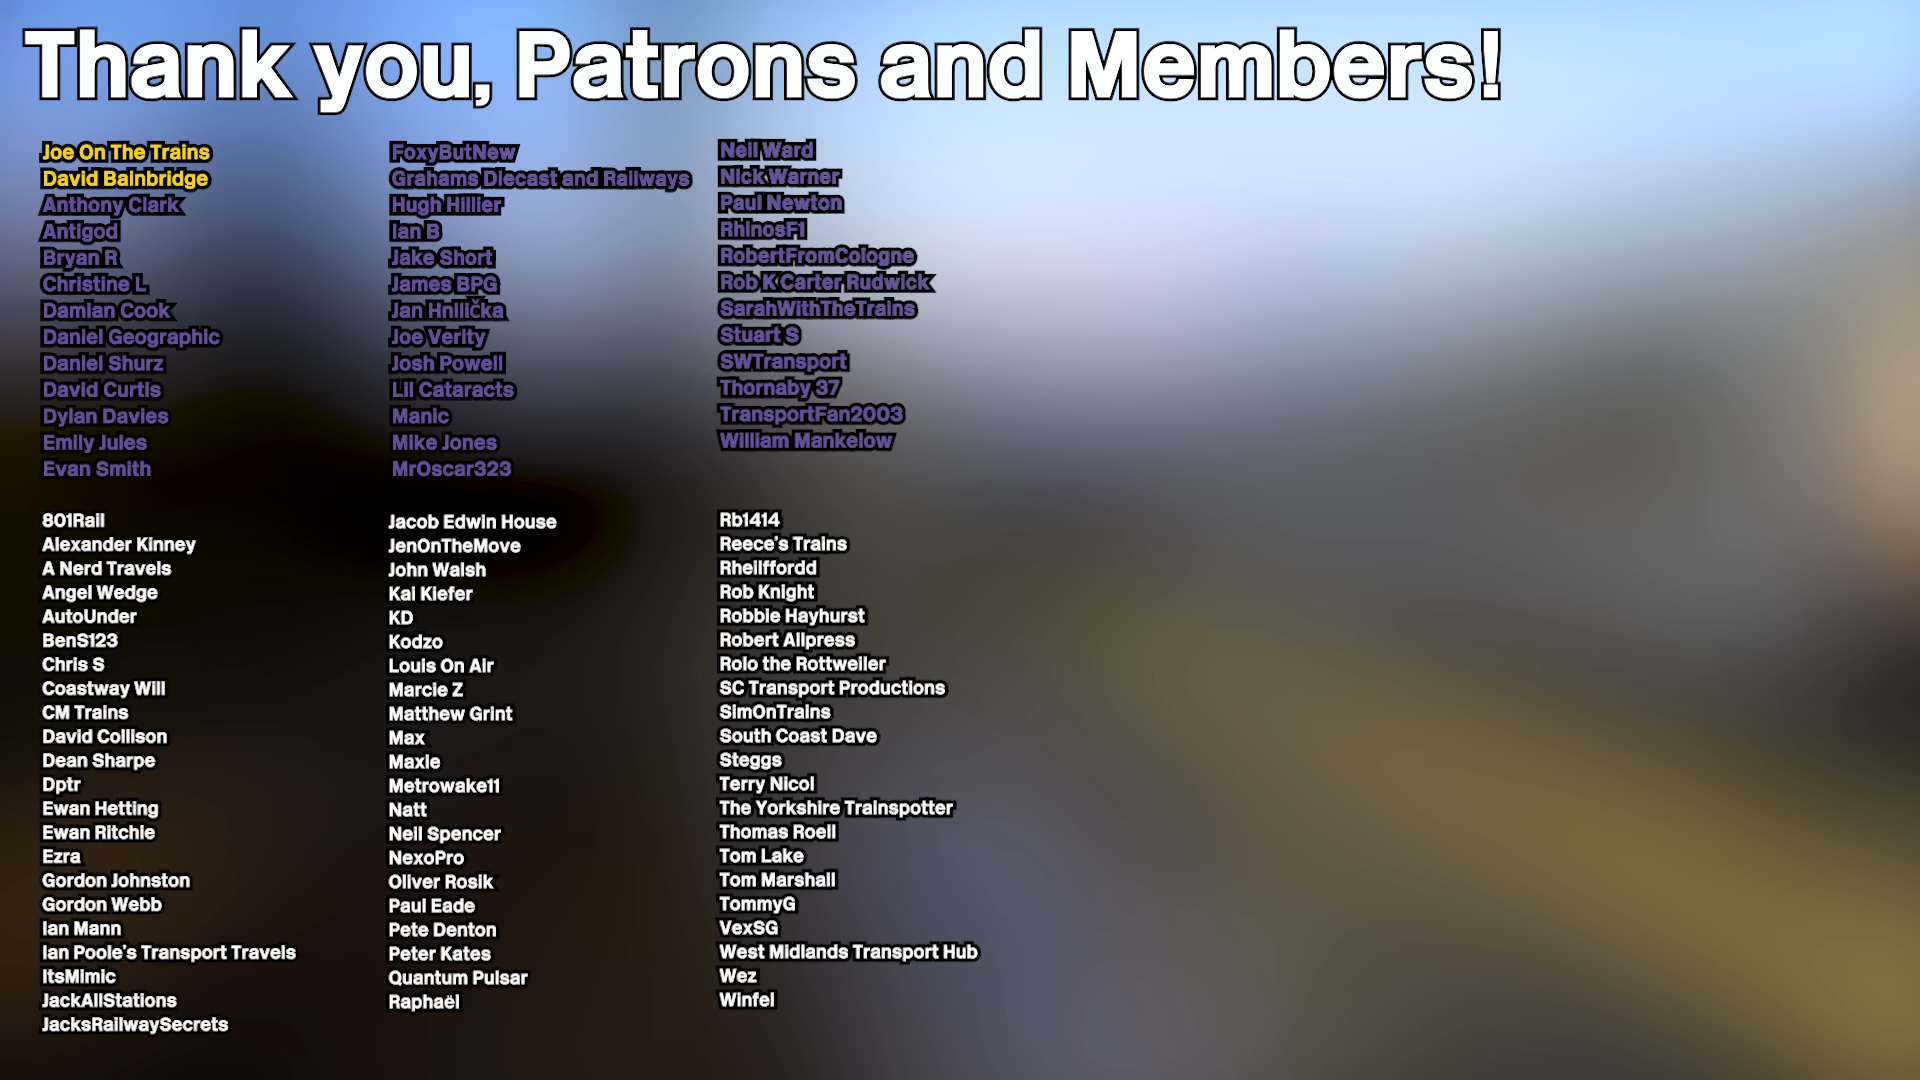 Thank you, Patrons and Members!
Joe On The Trains
David Bainbridge
Anthony Clark
Antigod
Bryan R
Christine L
Damian Cook
Daniel Geographic
Daniel Shurz
David Curtis
Dylan Davies
Emily Jules
Evan Smith
FoxyButNew
Grahams Diecast and Railways
Hugh Hillier
Ian B
Jake Short
James BPG
Jan Hnilička
Joe Verity
Josh Powell
Lil Cataracts
Manic
Mike Jones
MrOscar323
Neil Ward
Nick Warner
Paul Newton
RhinosF1
RobertFromCologne
Rob K Carter Rudwick
SarahWithTheTrains
Stuart S
SWTransport
Thornaby 37
TransportFan2003
William Mankelow
801Rail
Alexander Kinney
A Nerd Travels
Angel Wedge
AutoUnder
BenS123
Chris S
Coastway Will
CM Trains
David Collison
Dean Sharpe
Dptr
Ewan Hetting
Ewan Ritchie
Ezra
Gordon Johnston
Gordon Webb
Ian Mann
Ian Poole's Transport Travels
ItsMimic
JackAllStations
JacksRailwaySecrets
Jacob Edwin House
JenOnTheMove
John Walsh
Kai Kiefer
KD
Kodzo
Louis On Air
Marcie Z
Matthew Grint
Max
Maxie
Metrowake11
Natt
Neil Spencer
NexoPro
Oliver Rosik
Paul Eade
Pete Denton
Peter Kates
Quantum Pulsar
Raphaël
Rb1414
Reece's Trains
Rheilffordd
Rob Knight
Robbie Hayhurst
Robert Allpress
Rolo the Rottweiler
SC Transport Productions
SimOnTrains
South Coast Dave
Steggs
Terry Nicol
The Yorkshire Trainspotter
Thomas Roell
Tom Lake
Tom Marshall
TommyG
VexSG
West Midlands Transport Hub
Wez
Winfel